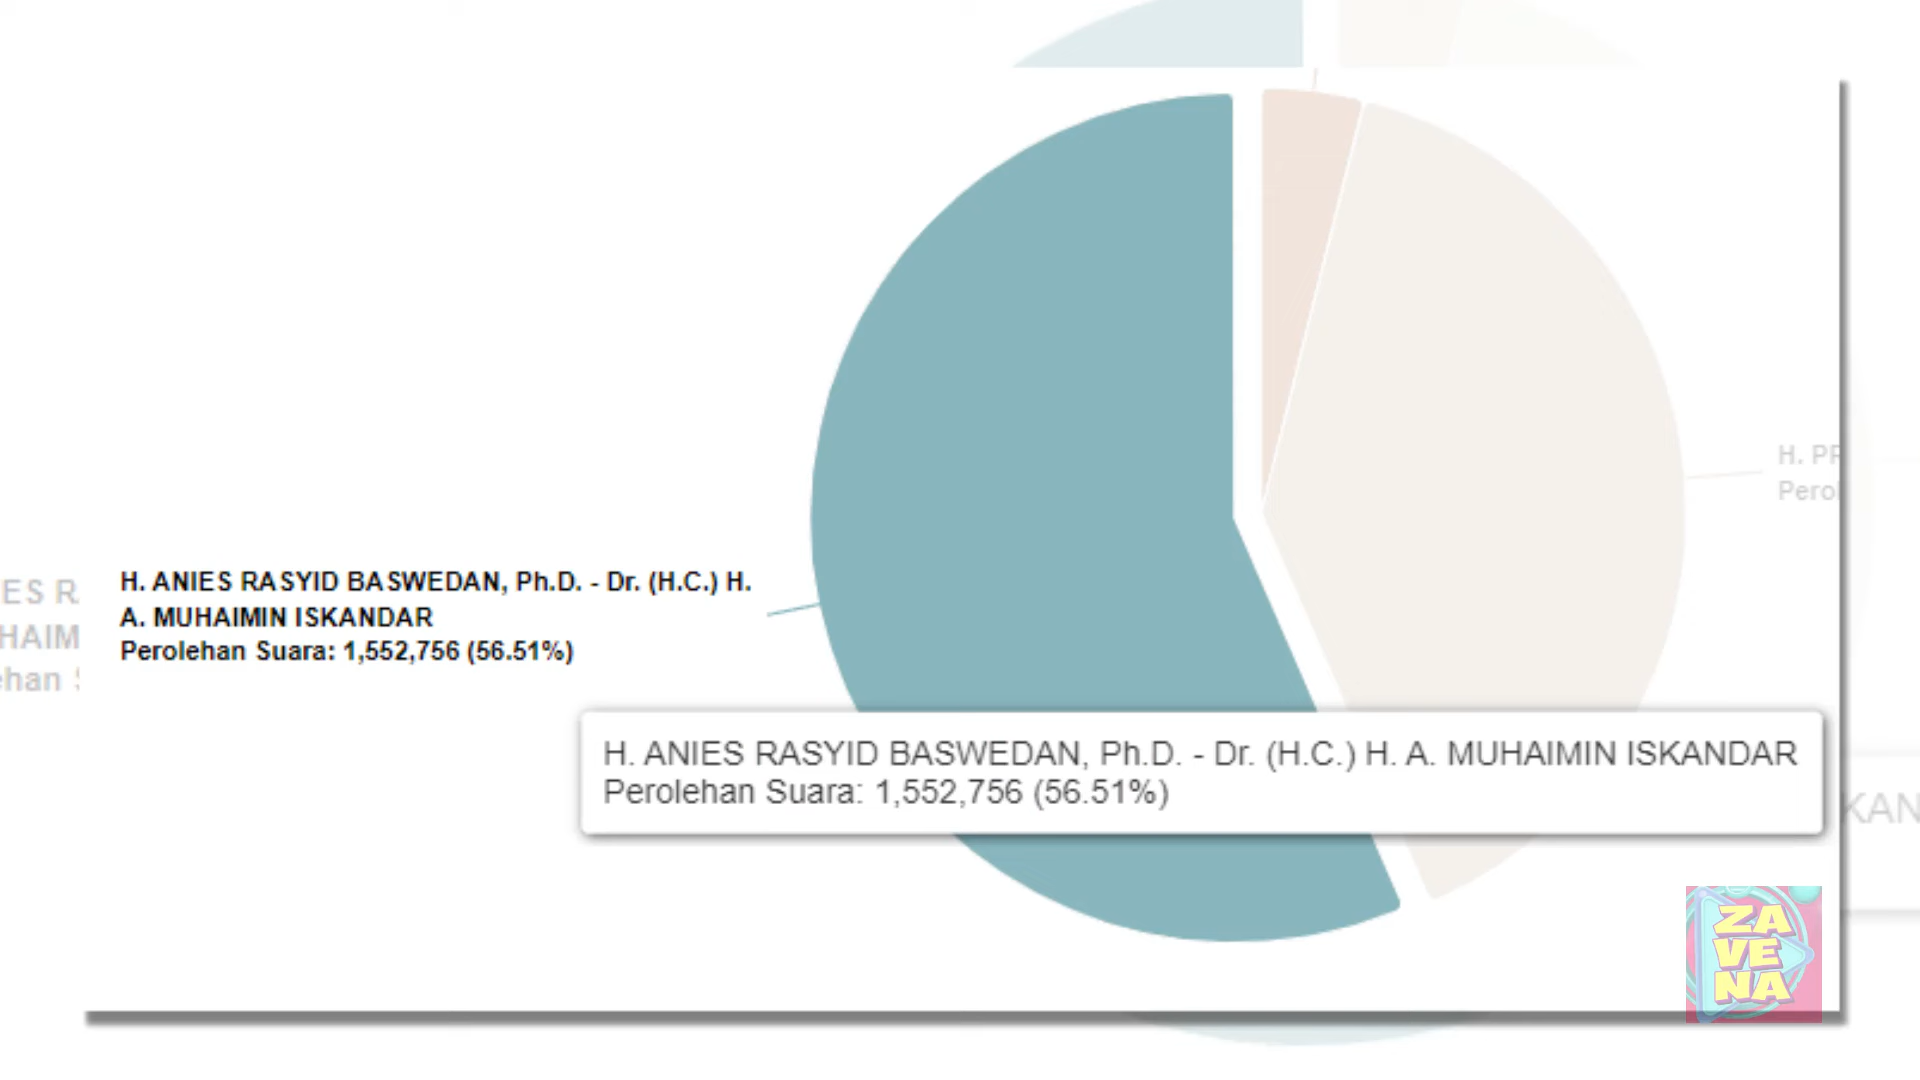 H. ANIES RASYID BASWEDAN, Ph.D. - Dr. (H.C.) H.
A. MUHAIMIN ISKANDAR
Perolehan Suara: 1,552,756 (56.51%)
H. ANIES RASYID BASWEDAN, Ph.D. - Dr. (H.C.) H. A. MUHAIMIN ISKANDAR
Perolehan Suara: 1,552,756 (56.51%)
H.
ZA
VE
NA